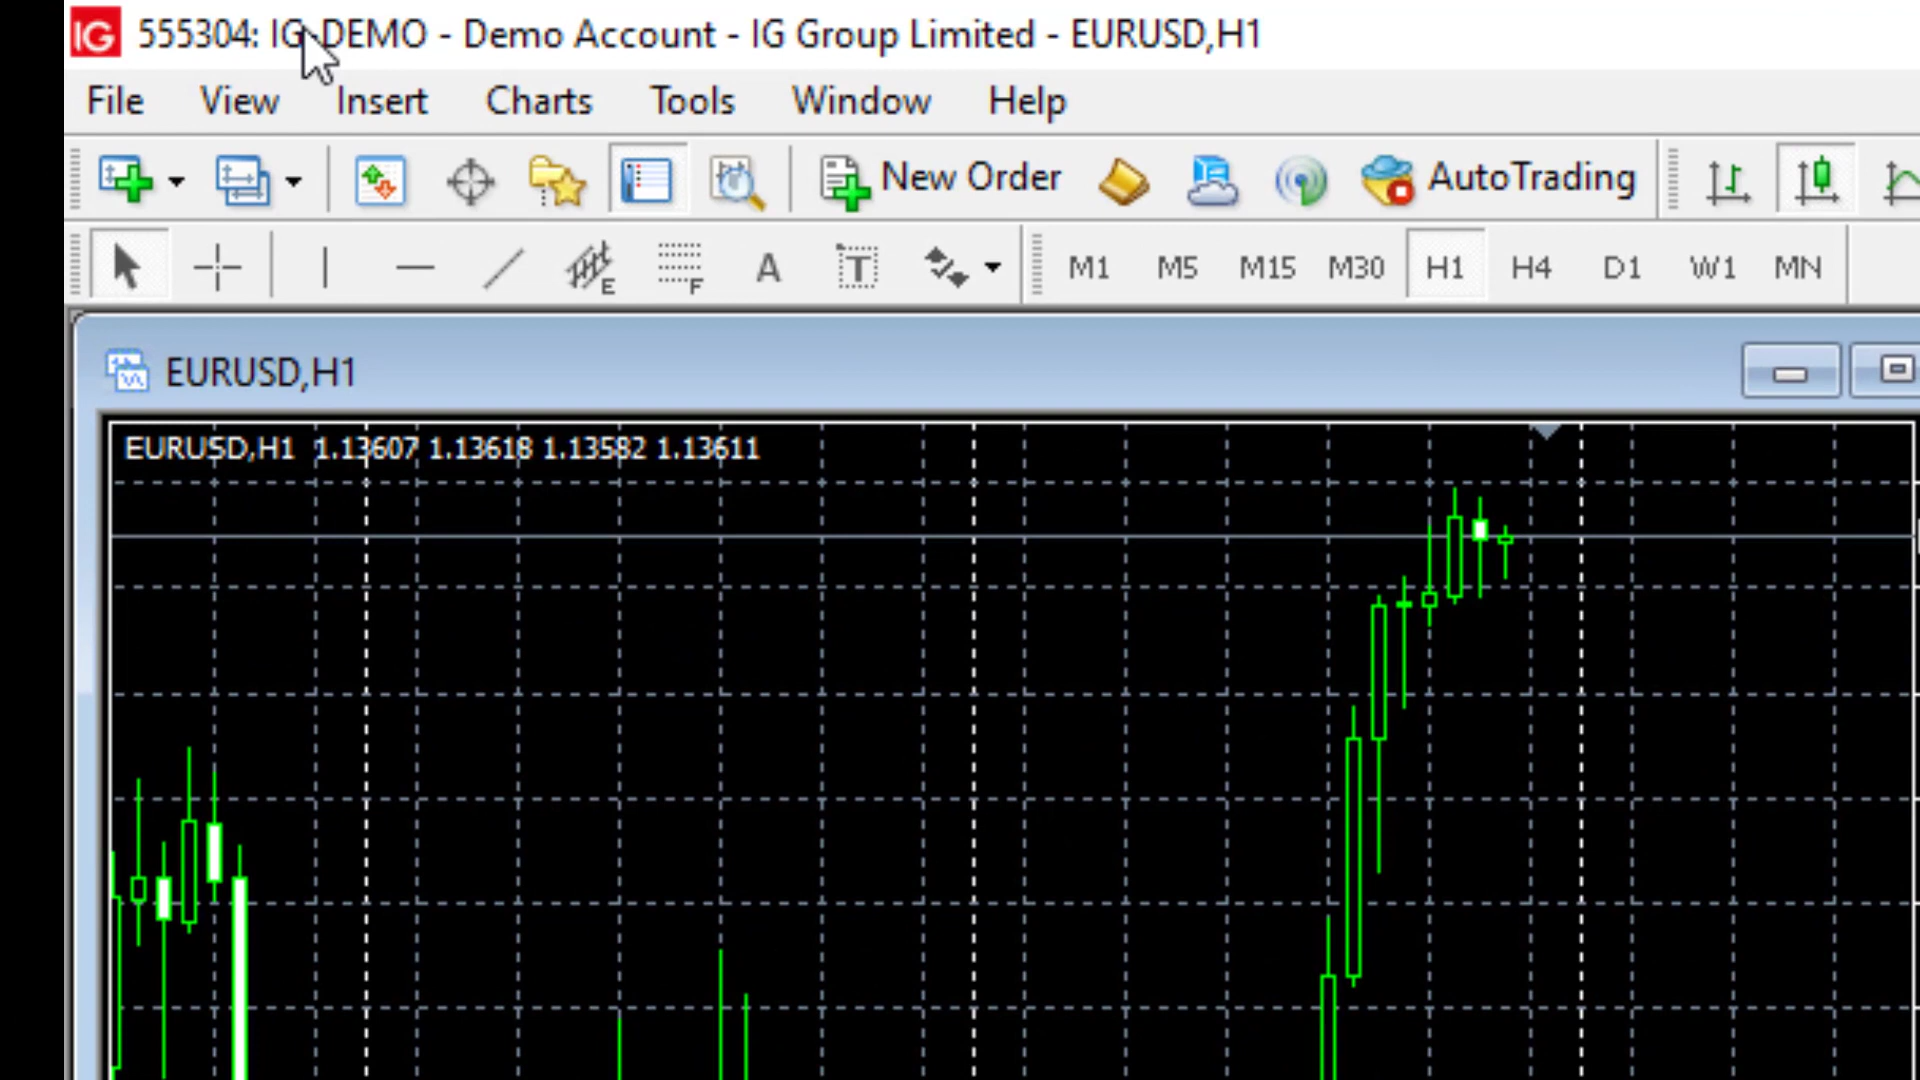 IG 555304: IG-DEMO - Demo Account - IG Group Limited - EURUSD,H1
File View Insert Charts Tools Window Help
New Order AutoTrading
E F A T M1 M5 M15 M30 H1 H4 D1 W1 MN
EURUSD,H1
EURUSD,H1 1.13607 1.13618 1.13582 1.13611